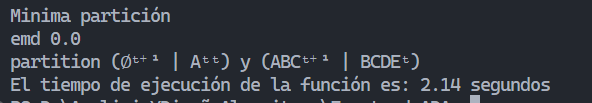 Minima partición
emd 0.0
partition (Øᵗ⁺¹ | Aᵗᵗ) y (ABCᵗ⁺¹ | BCDEᵗ)
El tiempo de ejecución de la función es: 2.14 segundos